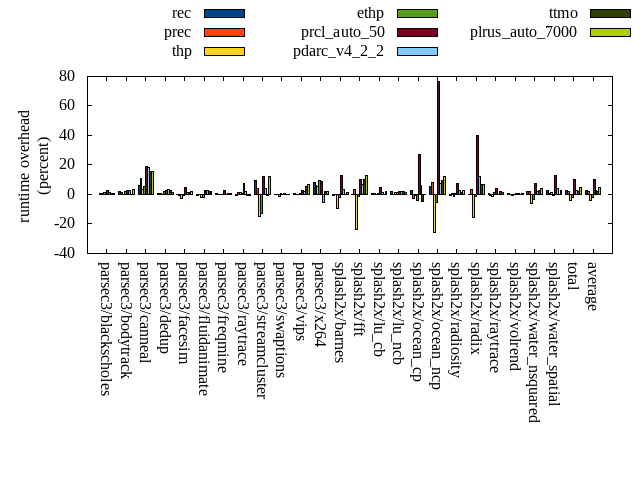 rec
prec
thp
ethp
prcl_auto_50
pdarc_v4_2_2
ttmo
plrus_auto_7000
runtime overhead
(percent)
80
60
40
20
0
-20
-40
parsec3/blackscholes
parsec3/bodytrack
parsec3/canneal
parsec3/dedup
parsec3/facesim
parsec3/fluidanimate
parsec3/freqmine
parsec3/raytrace
parsec3/streamcluster
parsec3/swaptions
parsec3/vips
parsec3/x264
splash2x/barnes
splash2x/fft
splash2x/lu_cb
splash2x/lu_ncb
splash2x/ocean_cp
splash2x/ocean_ncp
splash2x/radiosity
splash2x/radix
splash2x/raytrace
splash2x/volrend
splash2x/water_nsquared
splash2x/water_spatial
total
average